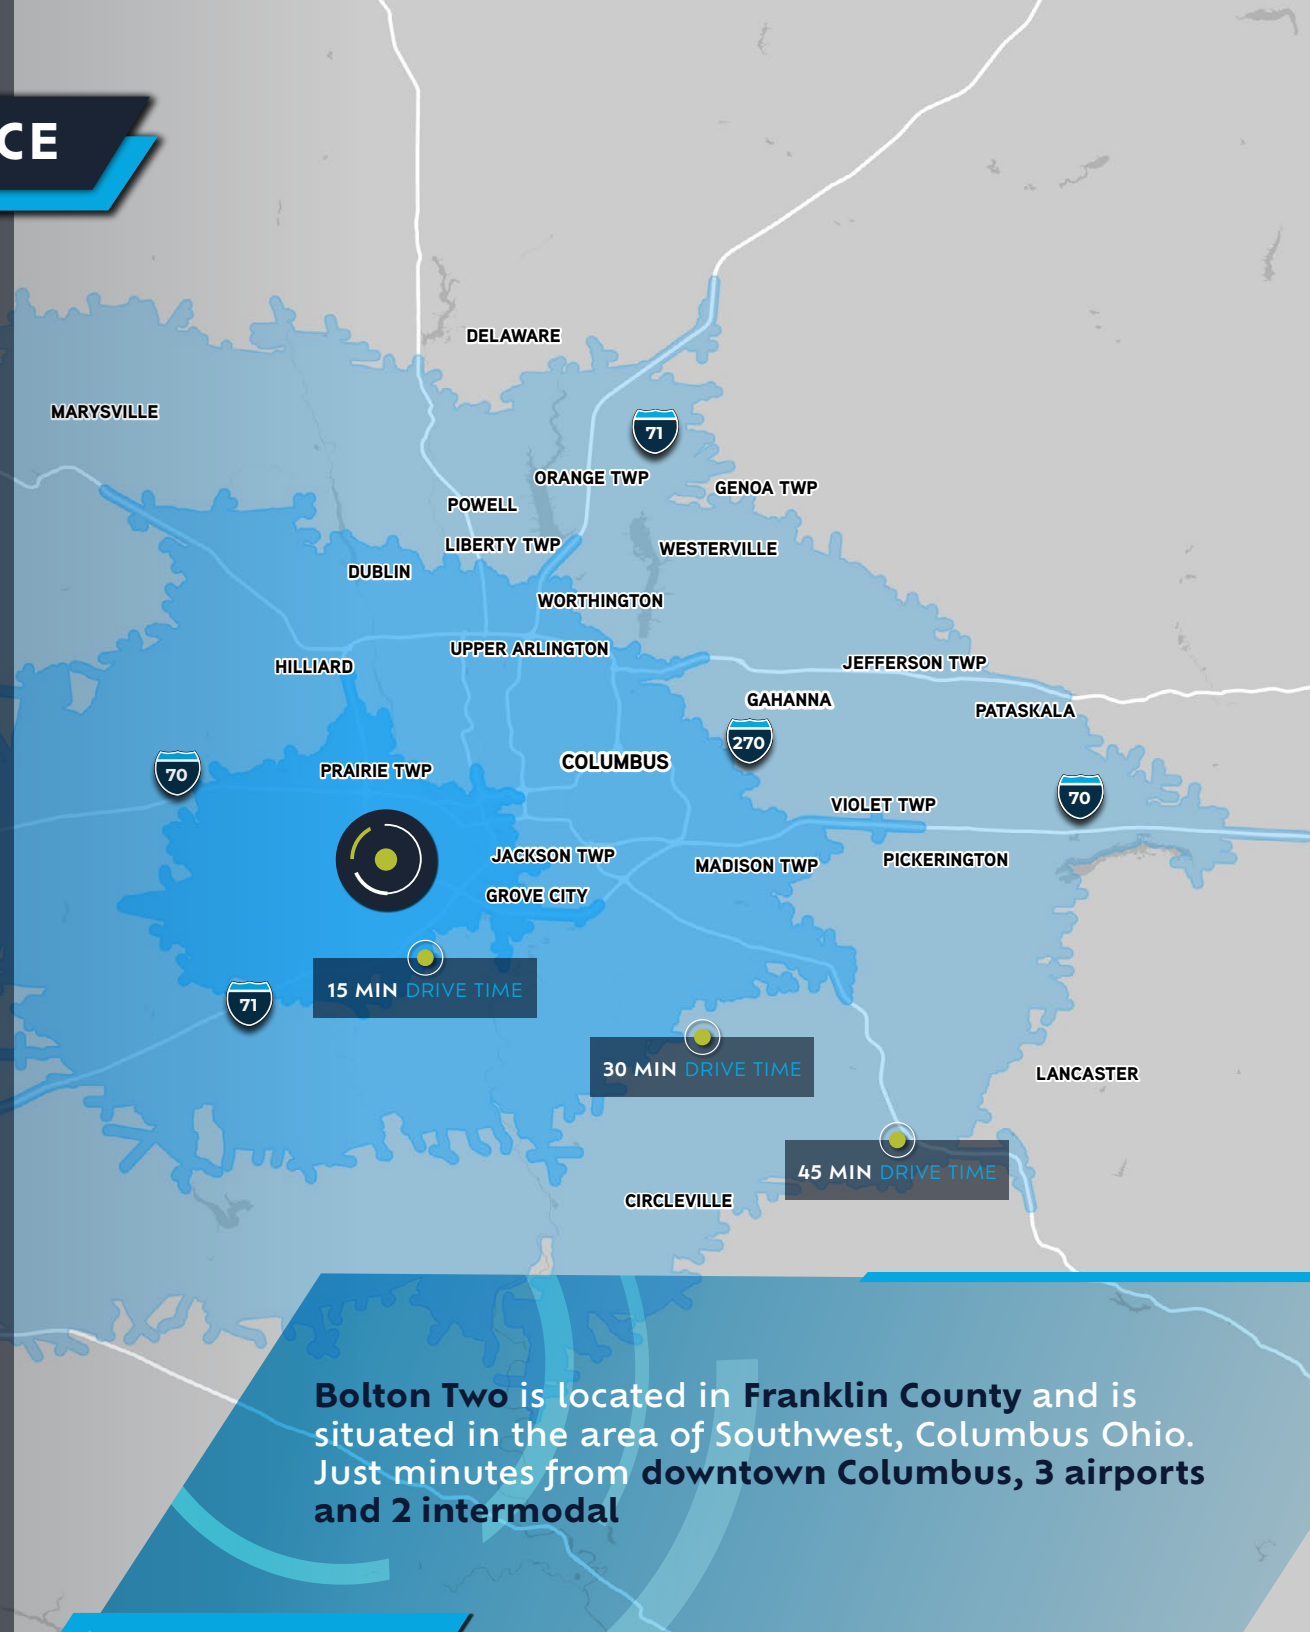 CE
DELAWARE
MARYSVILLE
71
ORANGE TWP
GENOA TWP
POWELL
LIBERTY TWP
WESTERVILLE
DUBLIN
WORTHINGTON
UPPER ARLINGTON
HILLIARD
JEFFERSON TWP
GAHANNA
PATASKALA
270
COLUMBUS
70
PRAIRIE TWP
70
VIOLET TWP
JACKSON TWP
MADISON TWP
PICKERINGTON
GROVE CITY
15 MIN DRIVE TIME
71
30 MIN DRIVE TIME
LANCASTER
45 MIN DRIVE TIME
CIRCLEVILLE
Bolton Two is located in Franklin County and is
situated in the area of Southwest, Columbus Ohio.
Just minutes from downtown Columbus, 3 airports
and 2 intermodal